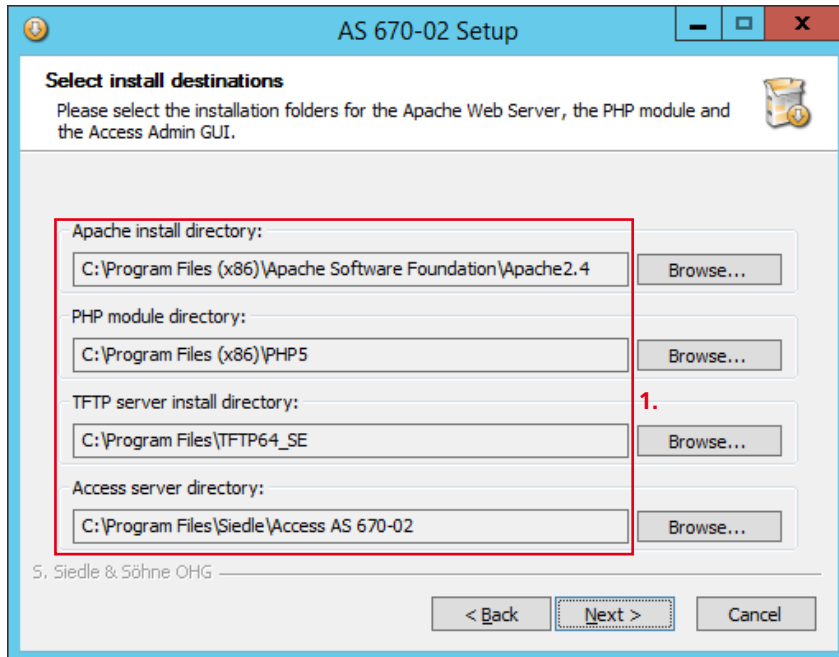 AS 670-02 Setup
Select install destinations
Please select the installation folders for the Apache Web Server, the PHP module and
the Access Admin GUI.
Apache install directory:
C:\Program Files (x86)\Apache Software Foundation\Apache2.4
Browse...
PHP module directory:
C:\Program Files (x86)\PHP5
Browse...
TFTP server install directory:
1.
C:\Program Files\TFTP64_SE
Browse...
Access server directory:
C:\Program Files\Siedle\Access AS 670-02
Browse...
S. Siedle & Söhne OHG
< Back
Next >
Cancel